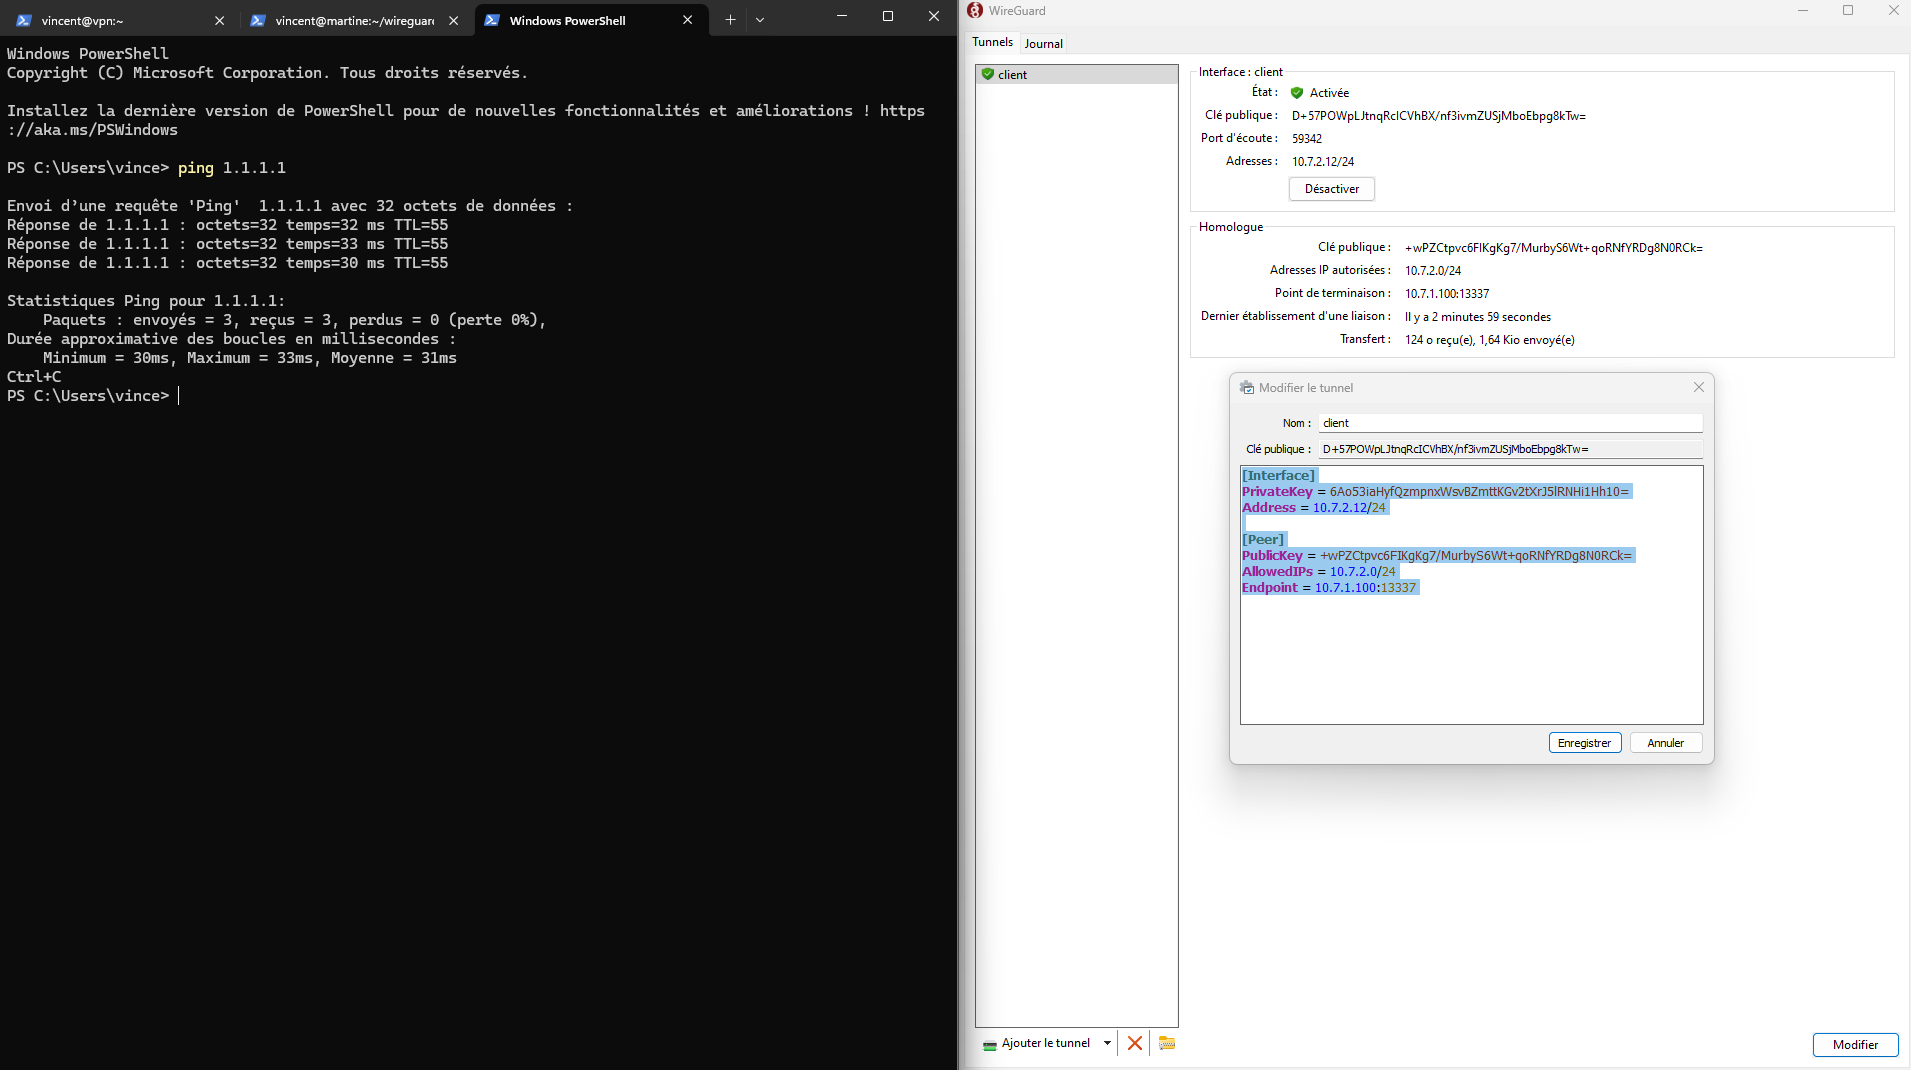 vincent@vpn:~
vincent@martine:~/wireguard
Windows PowerShell
Windows PowerShell
Copyright (C) Microsoft Corporation. Tous droits réservés.
Installez la dernière version de PowerShell pour de nouvelles fonctionnalités et améliorations ! https
://aka.ms/PSWindows
PS C:\Users\vince> ping 1.1.1.1
Envoi d’une requête 'Ping'  1.1.1.1 avec 32 octets de données :
Réponse de 1.1.1.1 : octets=32 temps=32 ms TTL=55
Réponse de 1.1.1.1 : octets=32 temps=33 ms TTL=55
Réponse de 1.1.1.1 : octets=32 temps=30 ms TTL=55
Statistiques Ping pour 1.1.1.1:
    Paquets : envoyés = 3, reçus = 3, perdus = 0 (perte 0%),
Durée approximative des boucles en millisecondes :
    Minimum = 30ms, Maximum = 33ms, Moyenne = 31ms
Ctrl+C
PS C:\Users\vince>
WireGuard
Tunnels Journal
client
Interface : client
État : Activée
Clé publique : D+57POWpLJtnqRcICVhBX/nf3ivmZUSjMboEbpg8kTw=
Port d'écoute : 59342
Adresses : 10.7.2.12/24
Désactiver
Homologue
Clé publique : +wPZCtpvc6FIKgKg7/MurbyS6Wt+qoRNfYRDg8N0RCk=
Adresses IP autorisées : 10.7.2.0/24
Point de terminaison : 10.7.1.100:13337
Dernier établissement d'une liaison : Il y a 2 minutes 59 secondes
Transfert : 124 o reçu(e), 1,64 Kio envoyé(e)
Modifier le tunnel
Nom : client
Clé publique : D+57POWpLJtnqRcICVhBX/nf3ivmZUSjMboEbpg8kTw=
[Interface]
PrivateKey = 6Ao53iaHyfQzmpnxWsvBZmttKGv2tXrJ5lRNHi1Hh10=
Address = 10.7.2.12/24
[Peer]
PublicKey = +wPZCtpvc6FIKgKg7/MurbyS6Wt+qoRNfYRDg8N0RCk=
AllowedIPs = 10.7.2.0/24
Endpoint = 10.7.1.100:13337
Enregistrer Annuler
Ajouter le tunnel
Modifier